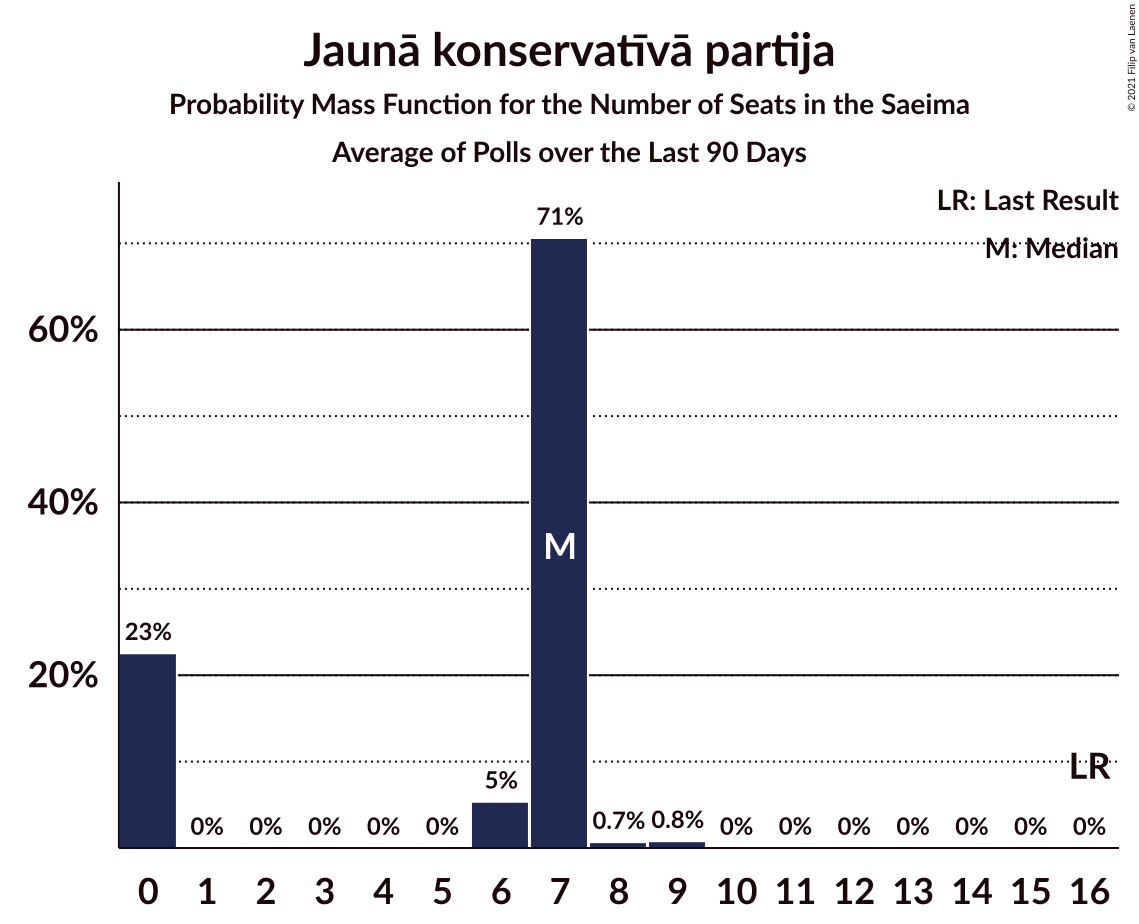 Jaunā konservatīvā partija
Probability Mass Function for the Number of Seats in the Saeima
Average of Polls over the Last 90 Days
© 2021 Filip van Laenen
LR: Last Result
M: Median
71%
60%
40%
M
23%
20%
LR
5%
0% 0% 0% 0% 0% 0.7% 0.8% 0% 0% 0% 0% 0% 0% 0%
0 1 2 3 4 5 6 7 8 9 10 11 12 13 14 15 16